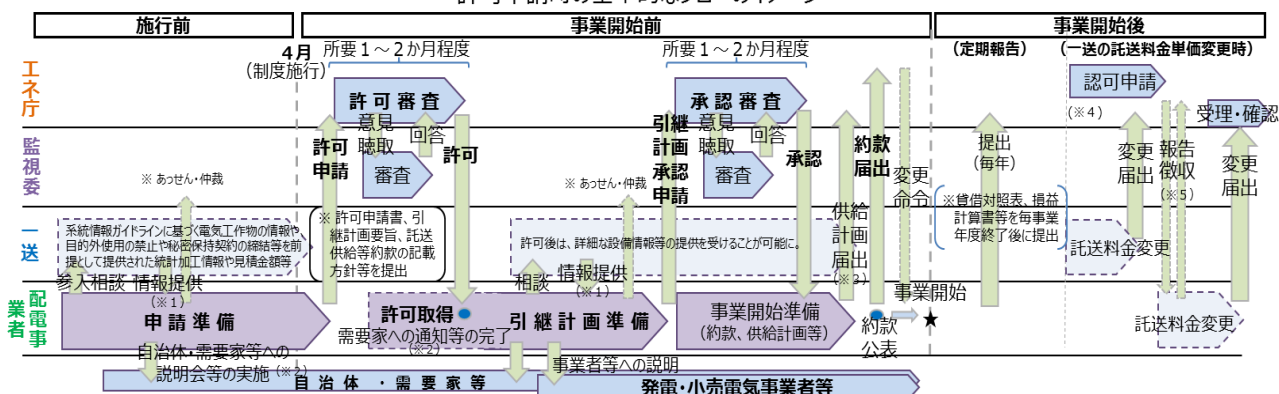 施行前
事業開始前
事業開始後
4月
(制度施行)
所要1~2か月程度
所要1~2か月程度
(定期報告)
(一送の託送料金単価変更時)
エネ庁
許可審査
承認審査
認可申請
(※4)
受理・確認
監視委
許可
申請
意見
聴取
回答
審査
許可
引継
計画
承認
申請
意見
聴取
回答
審査
承認
約款
届出
変更
命令
提出
(毎年)
変更
届出
報告
徴収
(※5)
変更
届出
※ あっせん・仲裁
※ あっせん・仲裁
一送
系統情報ガイドラインに基づく電気工作物の情報や
目的外使用の禁止や秘密保持契約の締結等を前
提として提供された統計加工情報や見積金額等
※ 許可申請書、引
継計画要旨、託送
供給等約款の記載
方針等を提出
許可後は、詳細な設備情報等の提供を受けることが可能に。
供給
計画
届出
(※3)
※貸借対照表、損益
計算書等を毎事業
年度終了後に提出
託送料金変更
参入相談
情報提供
(※1)
相談
情報提供
(※1)
事業開始
配電事
業者
申請準備
許可取得
需要家への通知等の完了
(※2)
引継計画準備
事業開始準備
(約款、供給計画等)
約款
公表
★
託送料金変更
自治体・需要家等への
説明会等の実施(※2)
事業者等への説明
自治体・需要家等
発電・小売電気事業者等